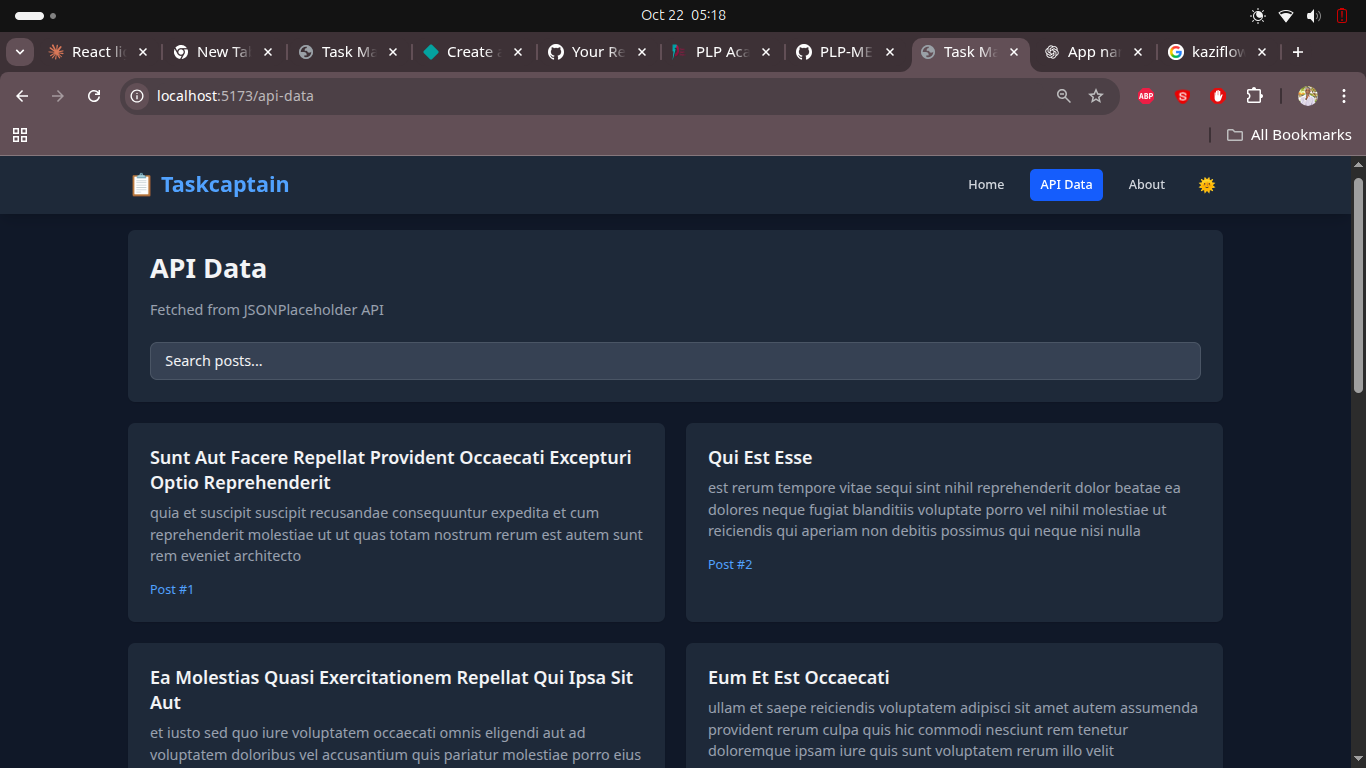 Oct 22 05:18
React li
New Ta
Task Ma
Create a
Your Re
PLP Aca
PLP-ME
Task Ma
App na
kaziflow
localhost:5173/api-data
ABP
S
All Bookmarks
Taskcaptain
Home
API Data
About
API Data
Fetched from JSONPlaceholder API
Search posts...
Sunt Aut Facere Repellat Provident Occaecati Excepturi
Optio Reprehenderit
quia et suscipit suscipit recusandae consequuntur expedita et cum
reprehenderit molestiae ut ut quas totam nostrum rerum est autem sunt
rem eveniet architecto
Post #1
Qui Est Esse
est rerum tempore vitae sequi sint nihil reprehenderit dolor beatae ea
dolores neque fugiat blanditiis voluptate porro vel nihil molestiae ut
reiciendis qui aperiam non debitis possimus qui neque nisi nulla
Post #2
Ea Molestias Quasi Exercitationem Repellat Qui Ipsa Sit
Aut
et iusto sed quo iure voluptatem occaecati omnis eligendi aut ad
voluptatem doloribus vel accusantium quis pariatur molestiae porro eius
Eum Et Est Occaecati
ullam et saepe reiciendis voluptatem adipisci sit amet autem assumenda
provident rerum culpa quis hic commodi nesciunt rem tenetur
doloremque ipsam iure quis sunt voluptatem rerum illo velit